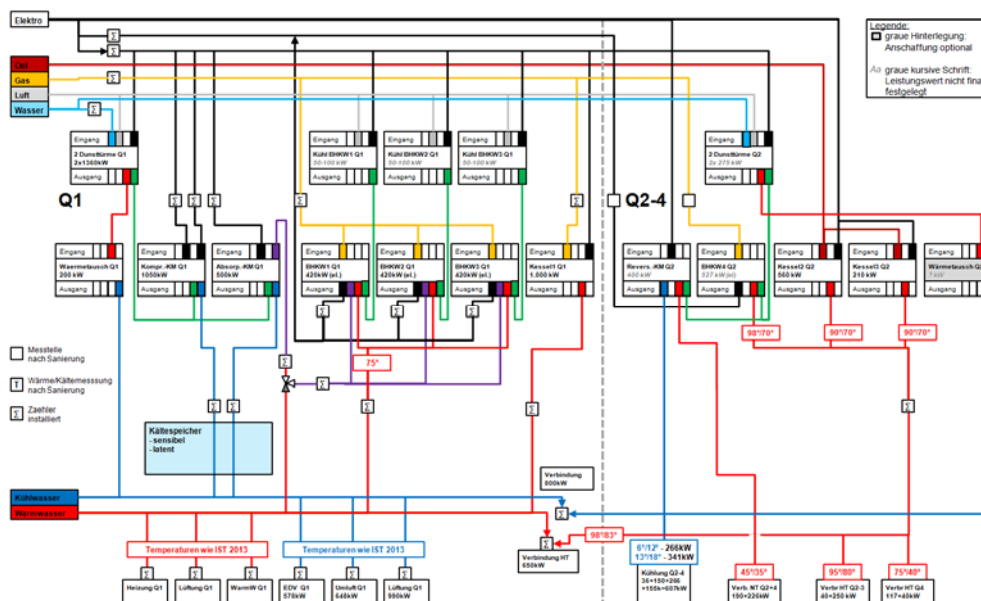 Elektro
Oel
Gas
Luft
Wasser
Legende:
graue Hinterlegung:
Anschaffung optional
Aa graue kursive Schrift:
Leistungswert nicht fina
festgelegt
Eingang
2 Dunsttürme Q1
2x1360kW
Ausgang
Eingang
Kühl BHKW1 Q1
50-100 kW
Ausgang
Eingang
Kühl BHKW2 Q1
50-100 kW
Ausgang
Eingang
Kühl BHKW3 Q1
50-100 kW
Ausgang
Eingang
2 Dunsttürme Q2
2x 275 kW
Ausgang
Q1
Q2-4
Eingang
Waermetausch Q1
200 kW
Ausgang
Eingang
Kompr.-KM Q1
1050kW
Ausgang
Eingang
Absorp.-KM Q1
500kW
Ausgang
Eingang
BHKW1 Q1
420kW (el.)
Ausgang
Eingang
BHKW2 Q1
420kW (el.)
Ausgang
Eingang
BHKW3 Q1
420kW (el.)
Ausgang
Eingang
Kessel1 Q1
1.000 kW
Ausgang
Eingang
Revers.-KM Q2
400 kW
Ausgang
Eingang
BHKW4 Q2
527 kW (el)
Ausgang
Eingang
Kessel2 Q2
560 kW
Ausgang
Eingang
Kessel3 Q2
210 kW
Ausgang
Eingang
Wärmetausch Q2
Ausgang
98°/70°
90°/70°
90°/70°
75°
Messtelle
nach Sanierung
T
Wärme/Kältemesssung
nach Sanierung
Σ
Zaehler
installiert
Kältespeicher
- sensibel
- latent
Verbindung
800kW
Kühlwasser
Warmwasser
98°/83°
Verbindung HT
650kW
Temperaturen wie IST 2013
Temperaturen wie IST 2013
6°/12° - 266kW
13°/18° - 341kW
45°/35°
95°/80°
75°/40°
Heizung Q1
Lüftung Q1
WarmW Q1
EDV Q1
570kW
Umluft Q1
640kW
Lüftung Q1
990kW
Kühlung Q2-4
36+150+266
+155k=607kW
Verb. NT Q2+4
190+226kW
Verbr HT Q2-3
40+250 kW
Verbr HT Q4
117+40kW